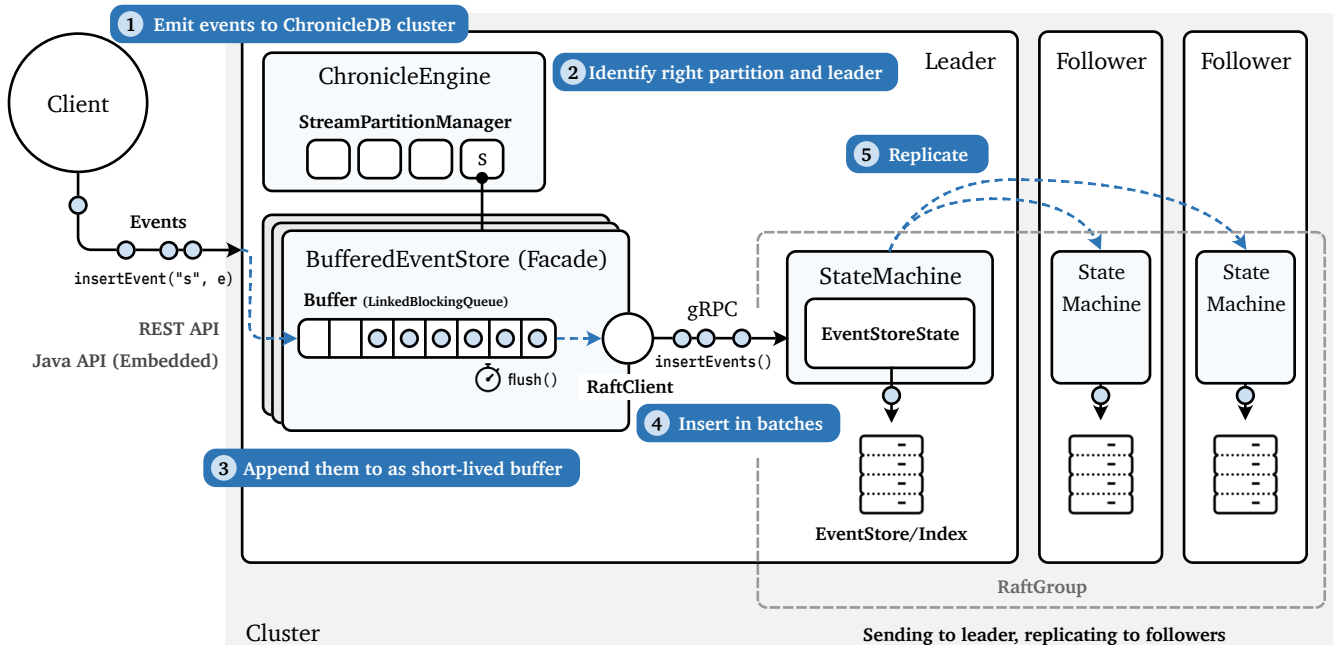 1 Emit events to ChronicleDB cluster
Client
ChronicleEngine
StreamPartitionManager
s
2 Identify right partition and leader
Leader
Follower
Follower
5 Replicate
Events
insertEvent("s", e)
REST API
Java API (Embedded)
BufferedEventStore (Facade)
Buffer (LinkedBlockingQueue)
flush()
RaftClient
gRPC
insertEvents()
4 Insert in batches
3 Append them to as short-lived buffer
StateMachine
EventStoreState
EventStore/Index
State
Machine
State
Machine
RaftGroup
Cluster
Sending to leader, replicating to followers